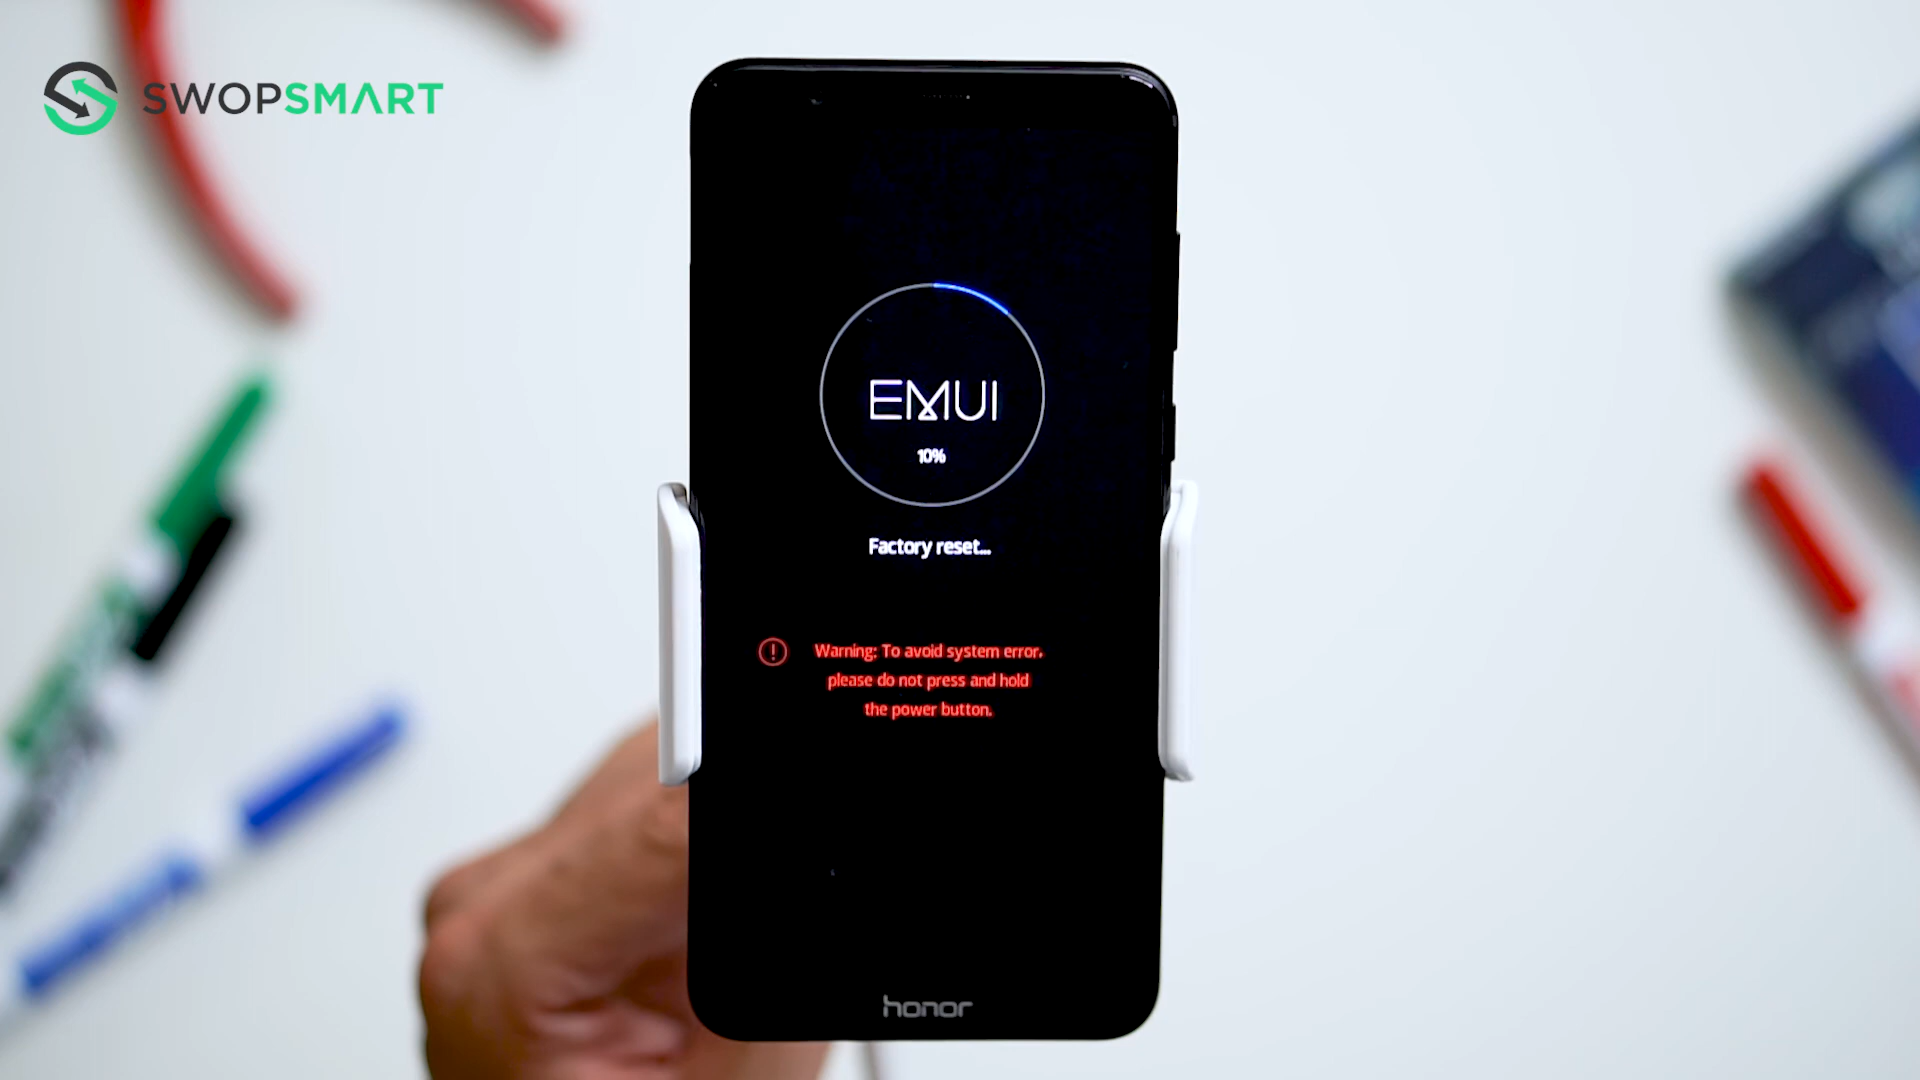 SWOPSMART
EMUI
10%
Factory reset...
Warning: To avoid system error,
please do not press and hold
the power button.
honor